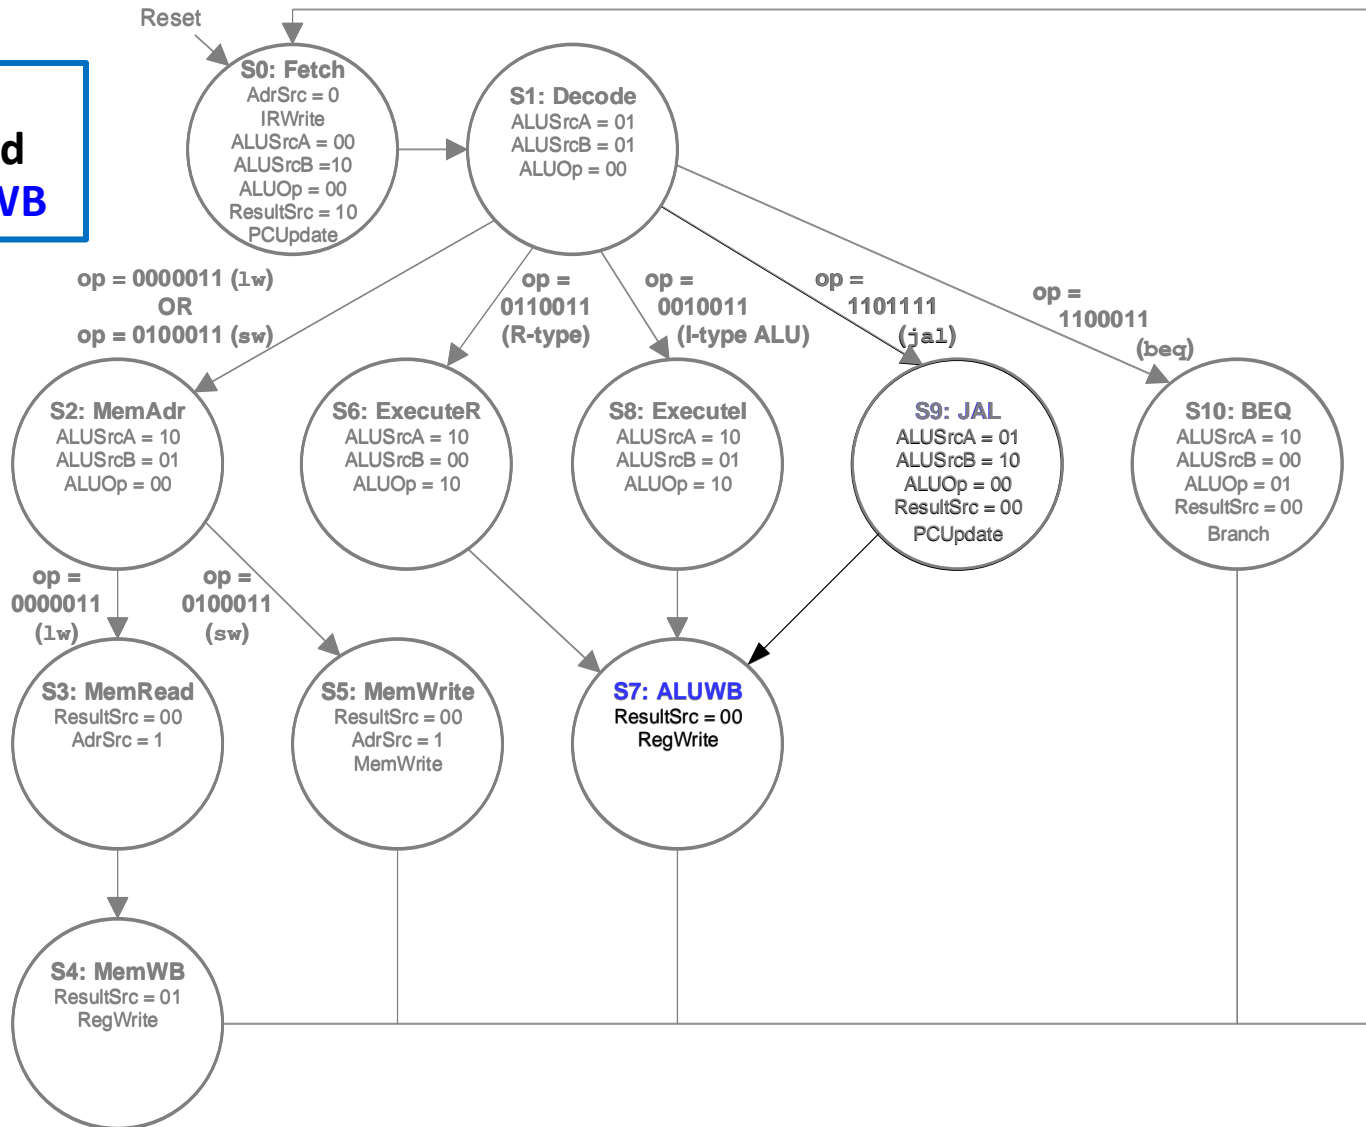 Reset
d
WB
S0: Fetch
AdrSrc = 0
IRWrite
ALUSrcA = 00
ALUSrcB =10
ALUOp = 00
ResultSrc = 10
PCUpdate
S1: Decode
ALUSrcA = 01
ALUSrcB = 01
ALUOp = 00
op = 0000011 (lw)
OR
op = 0100011 (sw)
op =
0110011
(R-type)
op =
0010011
(I-type ALU)
op =
1101111
(jal)
op =
1100011
(beq)
S2: MemAdr
ALUSrcA = 10
ALUSrcB = 01
ALUOp = 00
S6: ExecuteR
ALUSrcA = 10
ALUSrcB = 00
ALUOp = 10
S8: ExecuteI
ALUSrcA = 10
ALUSrcB = 01
ALUOp = 10
S9: JAL
ALUSrcA = 01
ALUSrcB = 10
ALUOp = 00
ResultSrc = 00
PCUpdate
S10: BEQ
ALUSrcA = 10
ALUSrcB = 00
ALUOp = 01
ResultSrc = 00
Branch
op =
0000011
(lw)
op =
0100011
(sw)
S3: MemRead
ResultSrc = 00
AdrSrc = 1
S5: MemWrite
ResultSrc = 00
AdrSrc = 1
MemWrite
S7: ALUWB
ResultSrc = 00
RegWrite
S4: MemWB
ResultSrc = 01
RegWrite